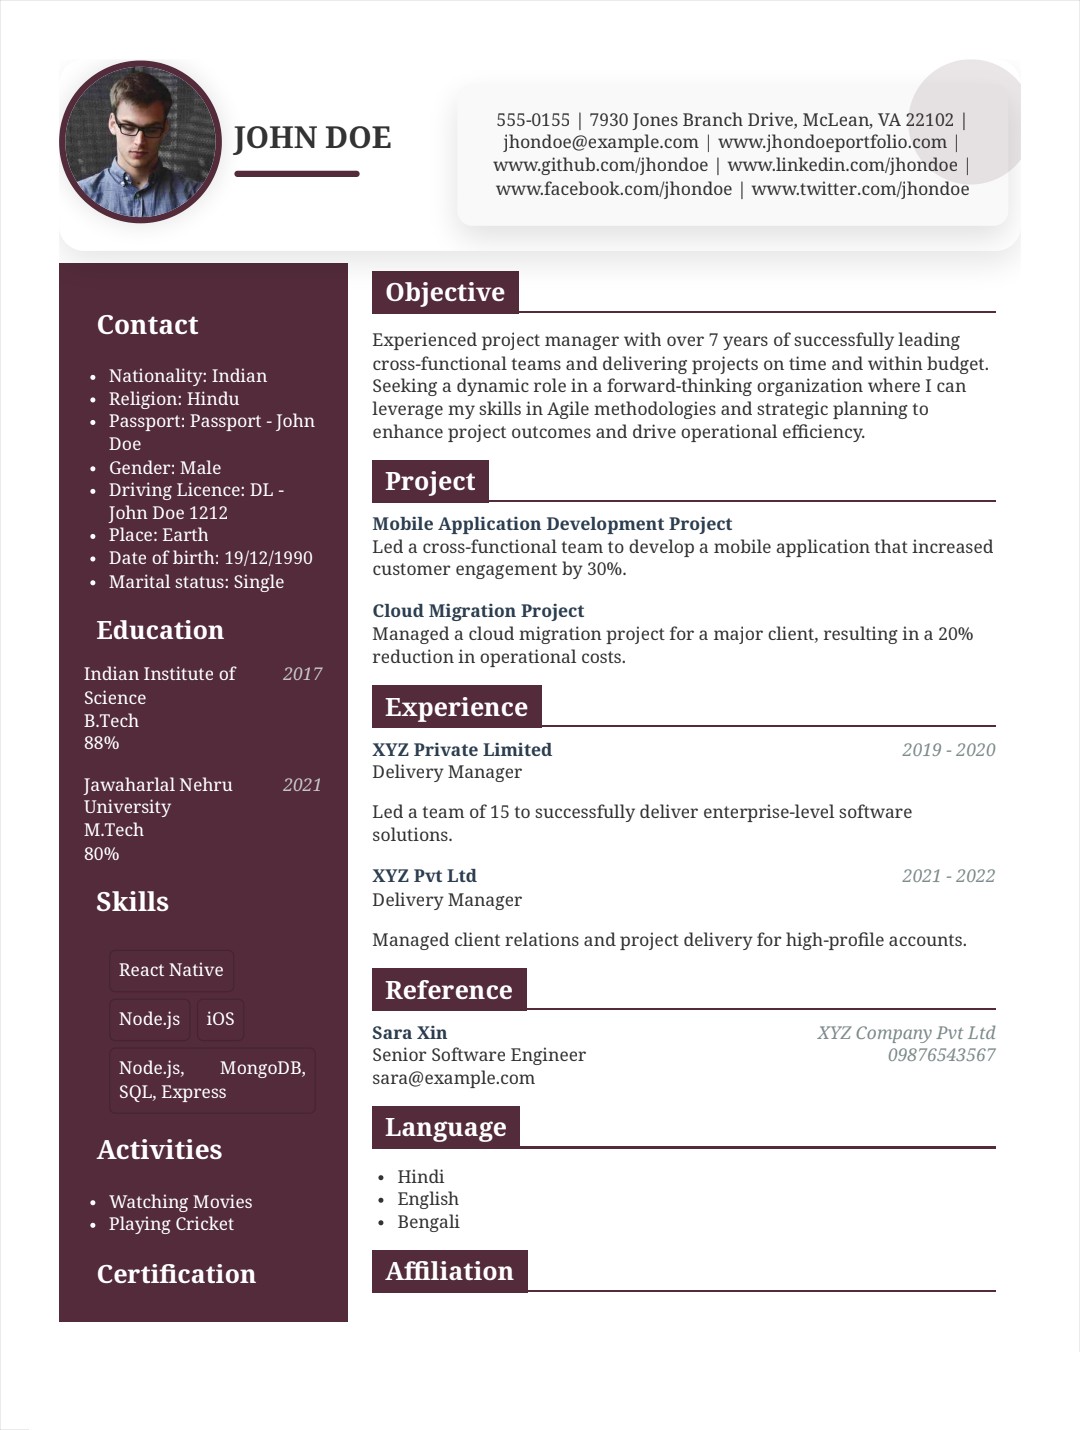 JOHN DOE
555-0155 | 7930 Jones Branch Drive, McLean, VA 22102 |
jhondoe@example.com | www.jhondoeportfolio.com |
www.github.com/jhondoe | www.linkedin.com/jhondoe |
www.facebook.com/jhondoe | www.twitter.com/jhondoe
Contact
• Nationality: Indian
• Religion: Hindu
• Passport: Passport - John
Doe
• Gender: Male
• Driving Licence: DL -
John Doe 1212
• Place: Earth
• Date of birth: 19/12/1990
• Marital status: Single
Education
Indian Institute of 2017
Science
B.Tech
88%
Jawaharlal Nehru 2021
University
M.Tech
80%
Skills
React Native
Node.js iOS
Node.js, MongoDB,
SQL, Express
Activities
• Watching Movies
• Playing Cricket
Certification
Objective
Experienced project manager with over 7 years of successfully leading
cross-functional teams and delivering projects on time and within budget.
Seeking a dynamic role in a forward-thinking organization where I can
leverage my skills in Agile methodologies and strategic planning to
enhance project outcomes and drive operational efficiency.
Project
Mobile Application Development Project
Led a cross-functional team to develop a mobile application that increased
customer engagement by 30%.
Cloud Migration Project
Managed a cloud migration project for a major client, resulting in a 20%
reduction in operational costs.
Experience
XYZ Private Limited 2019 - 2020
Delivery Manager
Led a team of 15 to successfully deliver enterprise-level software
solutions.
XYZ Pvt Ltd 2021 - 2022
Delivery Manager
Managed client relations and project delivery for high-profile accounts.
Reference
Sara Xin XYZ Company Pvt Ltd
Senior Software Engineer 09876543567
sara@example.com
Language
• Hindi
• English
• Bengali
Affiliation